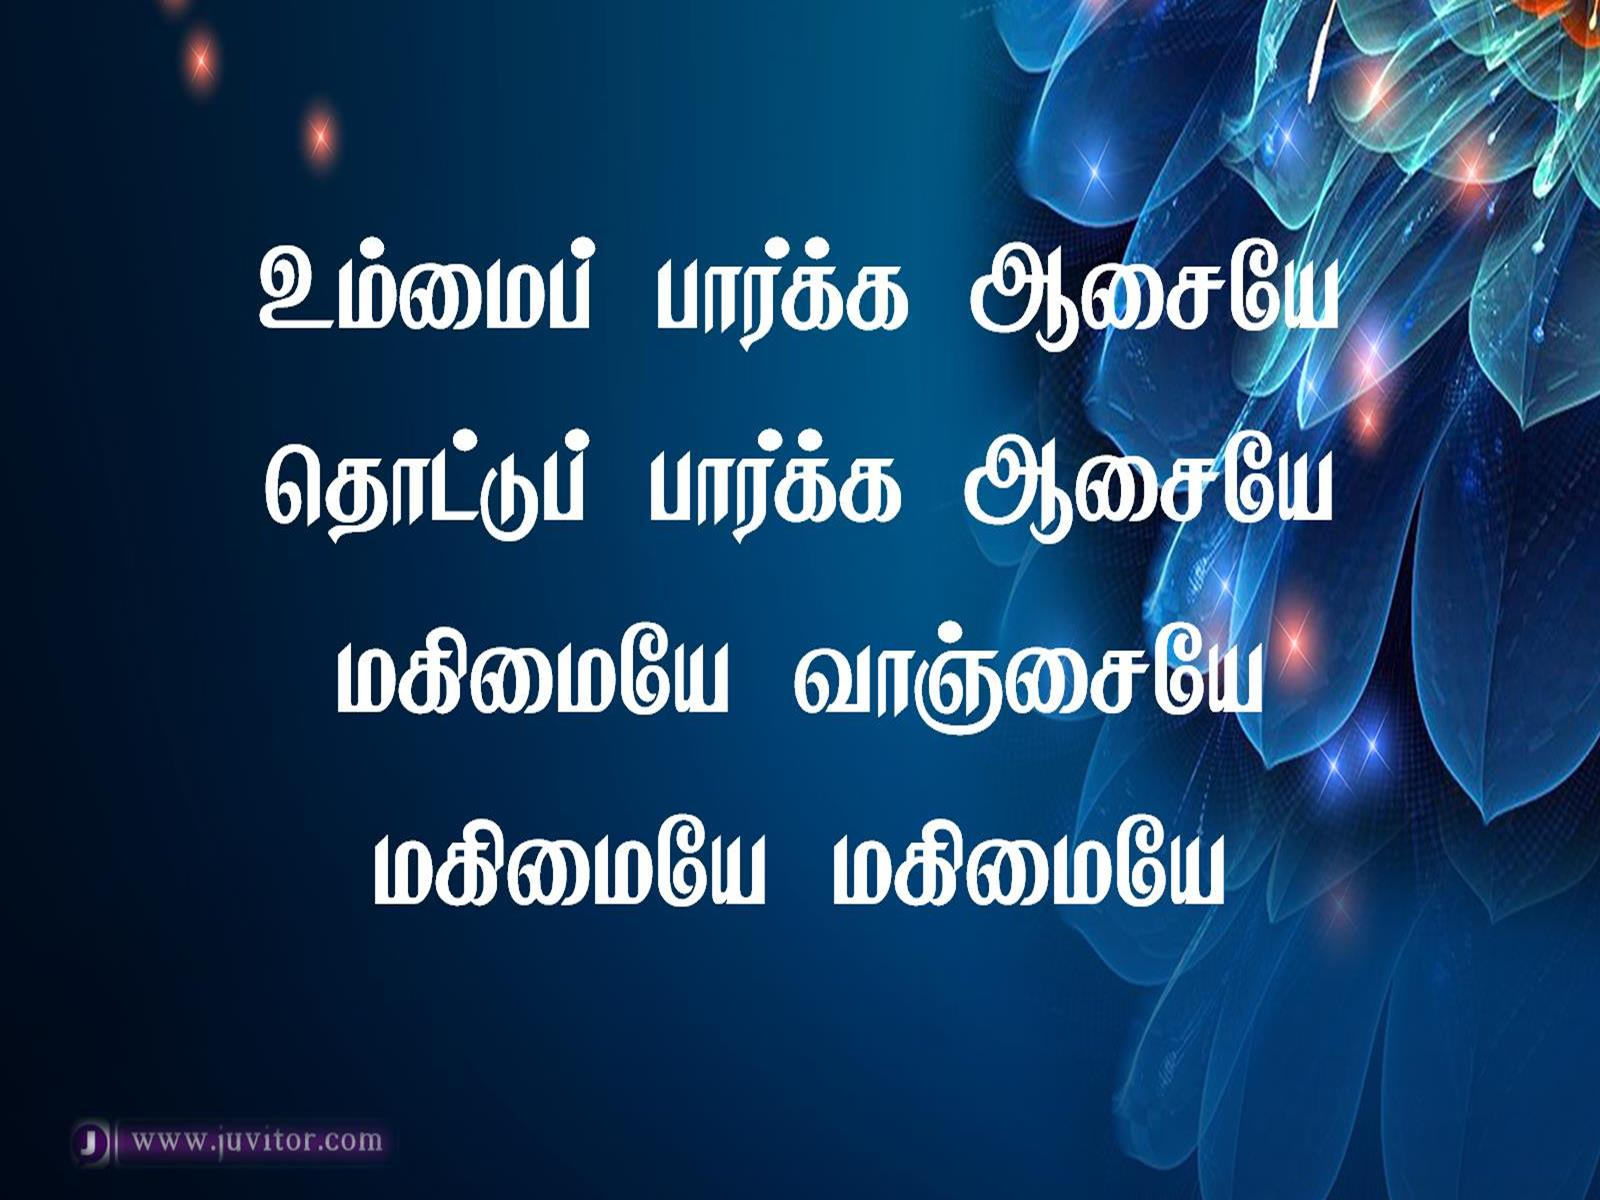 உம்மைப் பார்க்க ஆசையே
தொட்டுப் பார்க்க ஆசையே
மகிமையே வாஞ்சையே
மகிமையே மகிமையே
J www.juvitor.com